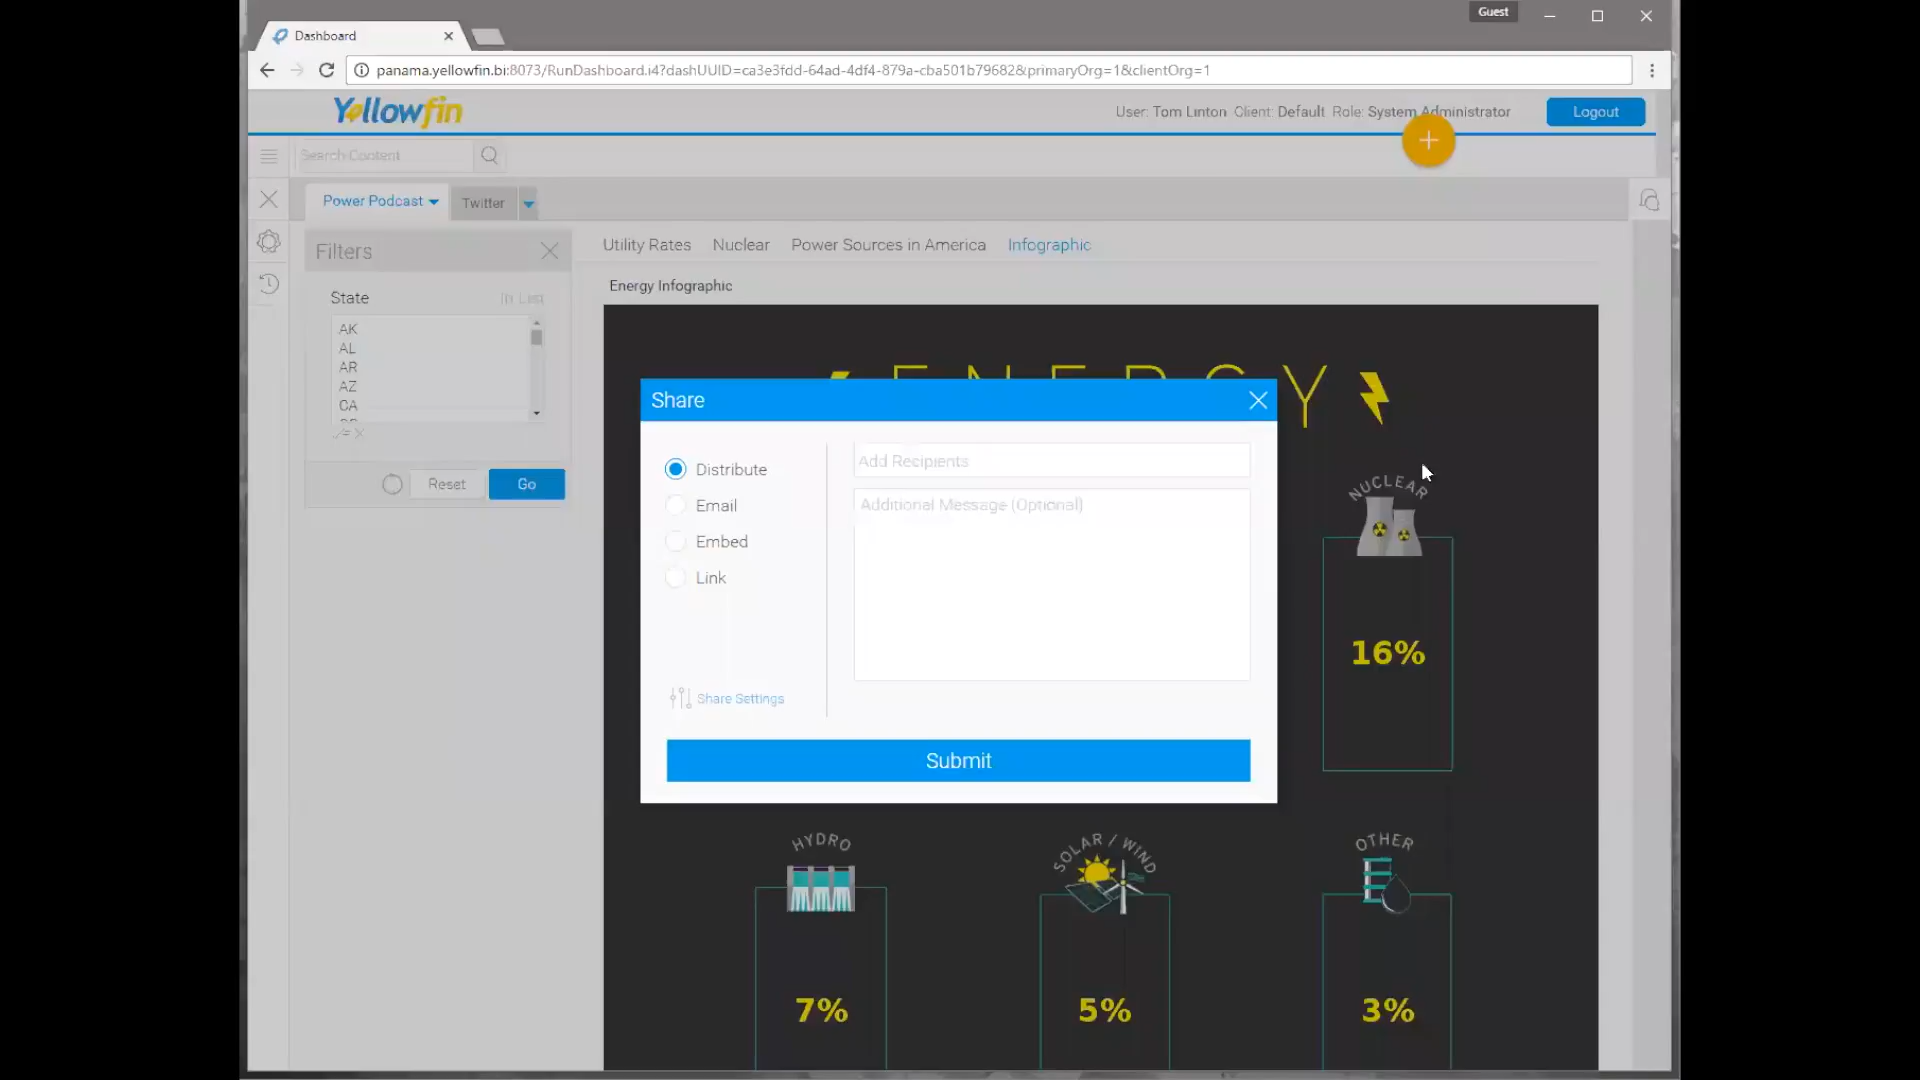 Guest
Dashboard
panama.yellowfin.bi:8073/RunDashboard.i4?dashUUID=ca3e3fdd-64ad-4df4-879a-cba501b79682&primaryOrg=1&clientOrg=1
Yellowfin
User: Tom Linton Client: Default Role: System Administrator
Logout
Search Content
Power Podcast
Twitter
Filters
Utility Rates
Nuclear
Power Sources in America
Infographic
Energy Infographic
State
In List
AK
AL
AR
AZ
CA
Reset
Go
ENERGY
Share
Distribute
Email
Embed
Link
Add Recipients
Additional Message (Optional)
Share Settings
Submit
NUCLEAR
16%
HYDRO
SOLAR / WIND
OTHER
7%
5%
3%